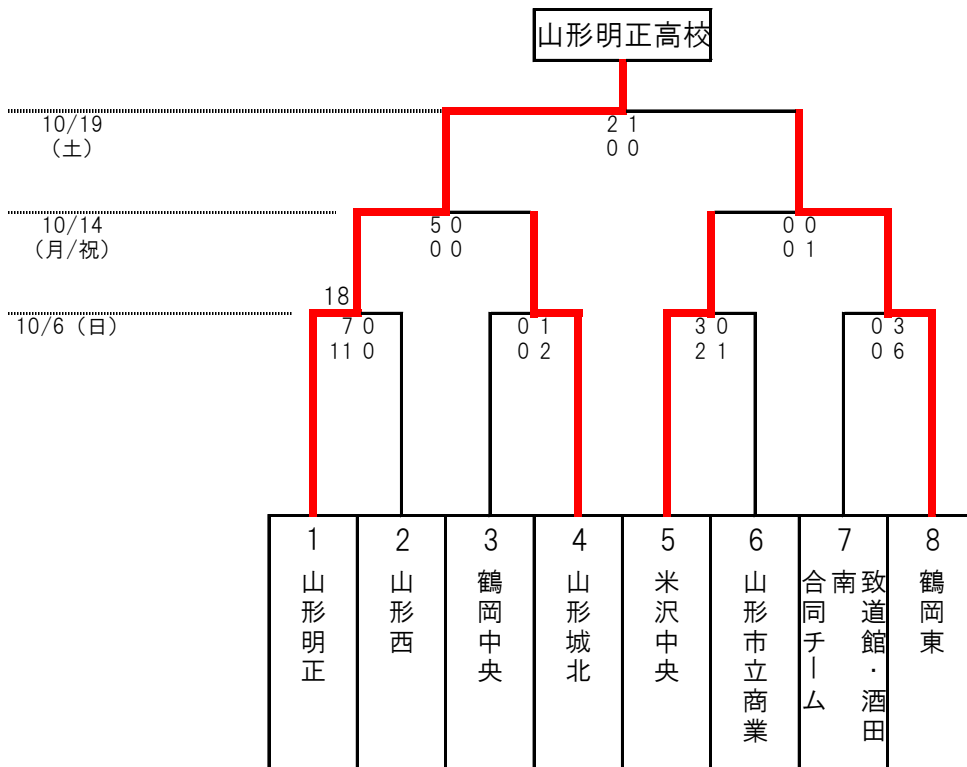 山形明正高校
10/19
（土）
2 1
0 0
10/14
（月/祝）
5 0
0 0
0 0
0 1
18
10/6（日）
7 0
11 0
0 1
0 2
3 0
2 1
0 3
0 6
1
山形明正
2
山形西
3
鶴岡中央
4
山形城北
5
米沢中央
6
山形市立商業
7
致道館・酒田
南
合同チーム
8
鶴岡東